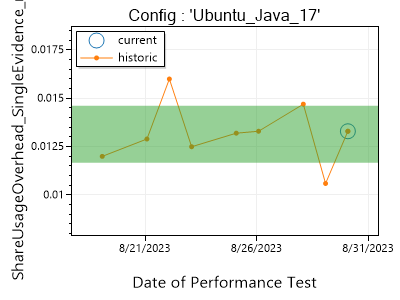 Config : 'Ubuntu_Java_17'
current
historic
0.0175
0.015
0.0125
0.01
8/21/2023
8/26/2023
8/31/2023
Date of Performance Test
ShareUsageOverhead_SingleEvidence_